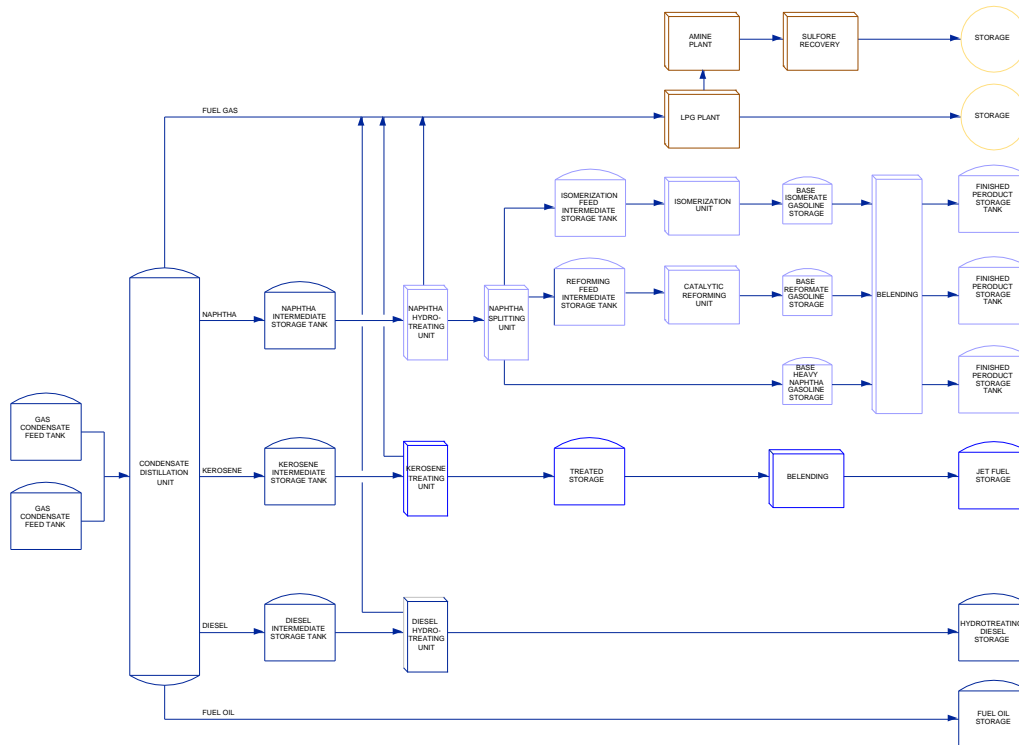 AMINE
PLANT
SULFORE
RECOVERY
STORAGE
FUEL GAS
LPG PLANT
STORAGE
ISOMERIZATION
FEED
INTERMEDIATE
STORAGE TANK
ISOMERIZATION
UNIT
BASE
ISOMERATE
GASOLINE
STORAGE
FINISHED
PERODUCT
STORAGE
TANK
NAPHTHA
NAPHTHA
INTERMEDIATE
STORAGE TANK
NAPHTHA
HYDRO-
TREATING
UNIT
NAPHTHA
SPLITTING
UNIT
REFORMING
FEED
INTERMEDIATE
STORAGE TANK
CATALYTIC
REFORMING
UNIT
BASE
REFORMATE
GASOLINE
STORAGE
BELENDING
FINISHED
PERODUCT
STORAGE
TANK
BASE
HEAVY
NAPHTHA
GASOLINE
STORAGE
FINISHED
PERODUCT
STORAGE
TANK
GAS
CONDENSATE
FEED TANK
GAS
CONDENSATE
FEED TANK
CONDENSATE
DISTILLATION
UNIT
KEROSENE
KEROSENE
INTERMEDIATE
STORAGE TANK
KEROSENE
TREATING
UNIT
TREATED
STORAGE
BELENDING
JET FUEL
STORAGE
DIESEL
DIESEL
INTERMEDIATE
STORAGE TANK
DIESEL
HYDRO-
TREATING
UNIT
HYDROTREATING
DIESEL
STORAGE
FUEL OIL
FUEL OIL
STORAGE